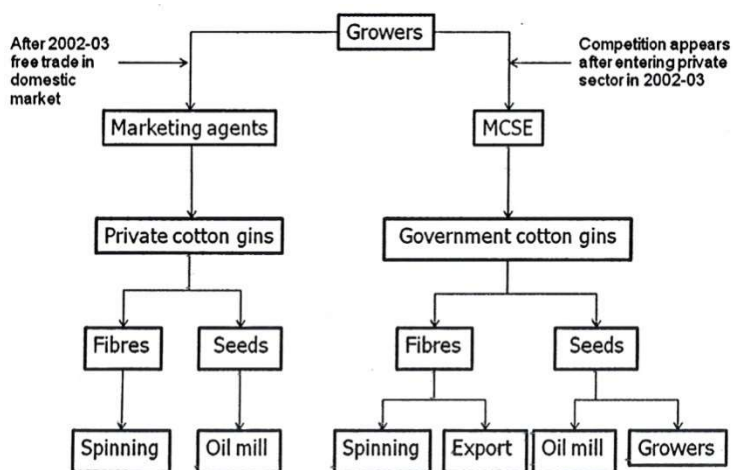 Growers
After 2002-03
free trade in
domestic
market
Competition appears
after entering private
sector in 2002-03
Marketing agents
MCSE
Private cotton gins
Government cotton gins
Fibres
Seeds
Fibres
Seeds
Spinning
Oil mill
Spinning
Export
Oil mill
Growers